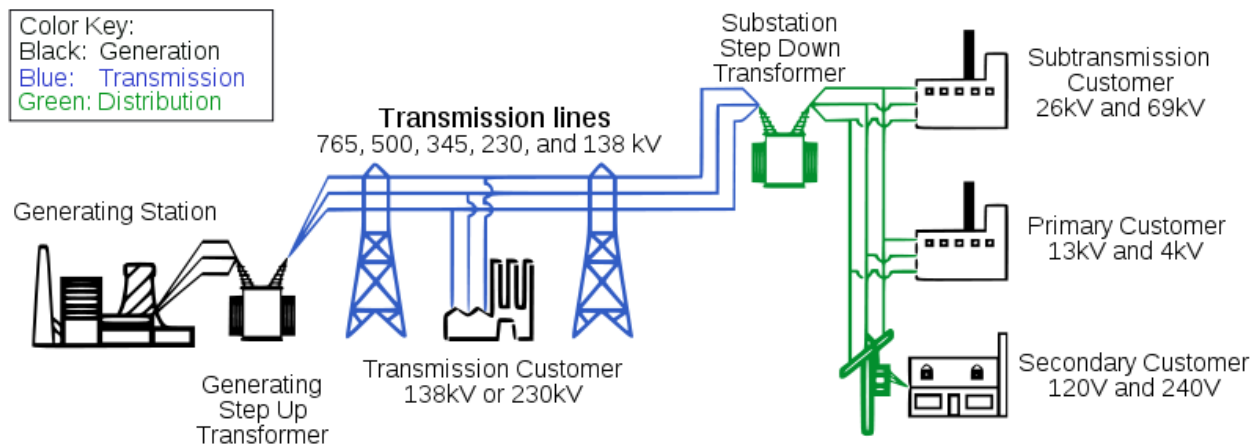 Color Key:
Black: Generation
Blue: Transmission
Green: Distribution
Substation
Step Down
Transformer
Subtransmission
Customer
26kV and 69kV
Transmission lines
765, 500, 345, 230, and 138 kV
Generating Station
Primary Customer
13kV and 4kV
Transmission Customer
138kV or 230kV
Generating
Step Up
Transformer
Secondary Customer
120V and 240V